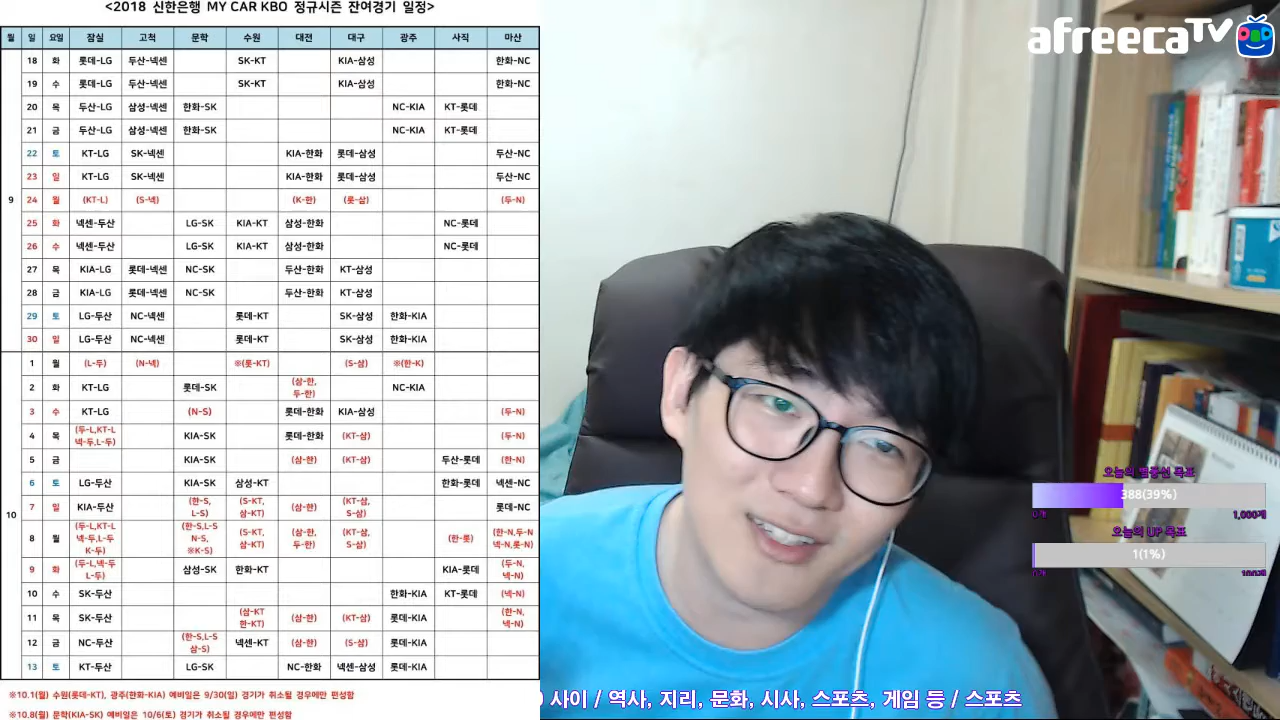 <2018 신한은행 MY CAR KBO 정규시즌 잔여경기 일정>
월 일 요일 잠실 고척 문학 수원 대전 대구 광주 사직 마산
9
18 화 롯데-LG 두산-넥센 SK-KT KIA-삼성 한화-NC
19 수 롯데-LG 두산-넥센 SK-KT KIA-삼성 한화-NC
20 목 두산-LG 삼성-넥센 한화-SK NC-KIA KT-롯데
21 금 두산-LG 삼성-넥센 한화-SK NC-KIA KT-롯데
22 토 KT-LG SK-넥센 KIA-한화 롯데-삼성 두산-NC
23 일 KT-LG SK-넥센 KIA-한화 롯데-삼성 두산-NC
24 월 (KT-L) (S-넥) (K-한) (롯-삼) (두-N)
25 화 넥센-두산 LG-SK KIA-KT 삼성-한화 NC-롯데
26 수 넥센-두산 LG-SK KIA-KT 삼성-한화 NC-롯데
27 목 KIA-LG 롯데-넥센 NC-SK 두산-한화 KT-삼성
28 금 KIA-LG 롯데-넥센 NC-SK 두산-한화 KT-삼성
29 토 LG-두산 NC-넥센 롯데-KT SK-삼성 한화-KIA
30 일 LG-두산 NC-넥센 롯데-KT SK-삼성 한화-KIA
10
1 월 (L-두) (N-넥) ※(롯-KT) (S-삼) ※(한-K)
2 화 KT-LG 롯데-SK (삼-한, 두-한) NC-KIA
3 수 KT-LG (N-S) 롯데-한화 KIA-삼성 (두-N)
4 목 (두-L,KT-L 넥-두,L-두) KIA-SK 롯데-한화 (KT-삼) (두-N)
5 금 KIA-SK (삼-한) (KT-삼) 두산-롯데 (한-N)
6 토 LG-두산 KIA-SK 삼성-KT 한화-롯데 넥센-NC
7 일 KIA-두산 (한-S, L-S) (S-KT, 삼-KT) (삼-한) (KT-삼, S-삼) 롯데-NC
8 월 (두-L,KT-L 넥-두,L-두 K-두) (한-S,L-S N-S, ※K-S) (S-KT, 삼-KT) (삼-한, 두-한) (KT-삼, S-삼) (한-롯) (한-N,두-N 넥-N,롯-N)
9 화 (두-L,넥-두 L-두) 삼성-SK 한화-KT KIA-롯데 (두-N, 넥-N)
10 수 SK-두산 한화-KIA KT-롯데 (넥-N)
11 목 SK-두산 (삼-KT 한-KT) (삼-한) (KT-삼) 롯데-KIA (한-N, 넥-N)
12 금 NC-두산 (한-S,L-S 삼-S) 넥센-KT (삼-한) (S-삼) 롯데-KIA
13 토 KT-두산 LG-SK NC-한화 넥센-삼성 롯데-KIA
※10.1(월) 수원(롯데-KT), 광주(한화-KIA) 예비일은 9/30(일) 경기가 취소될 경우에만 편성함
※10.8(월) 문학(KIA-SK) 예비일은 10/6(토) 경기가 취소될 경우에만 편성함
afreecaTV
오늘의 별풍선 목표
388(39%)
0개 1,000개
오늘의 UP 목표
1(1%)
0개 100개
사이 / 역사, 지리, 문화, 시사, 스포츠, 게임 등 / 스포츠